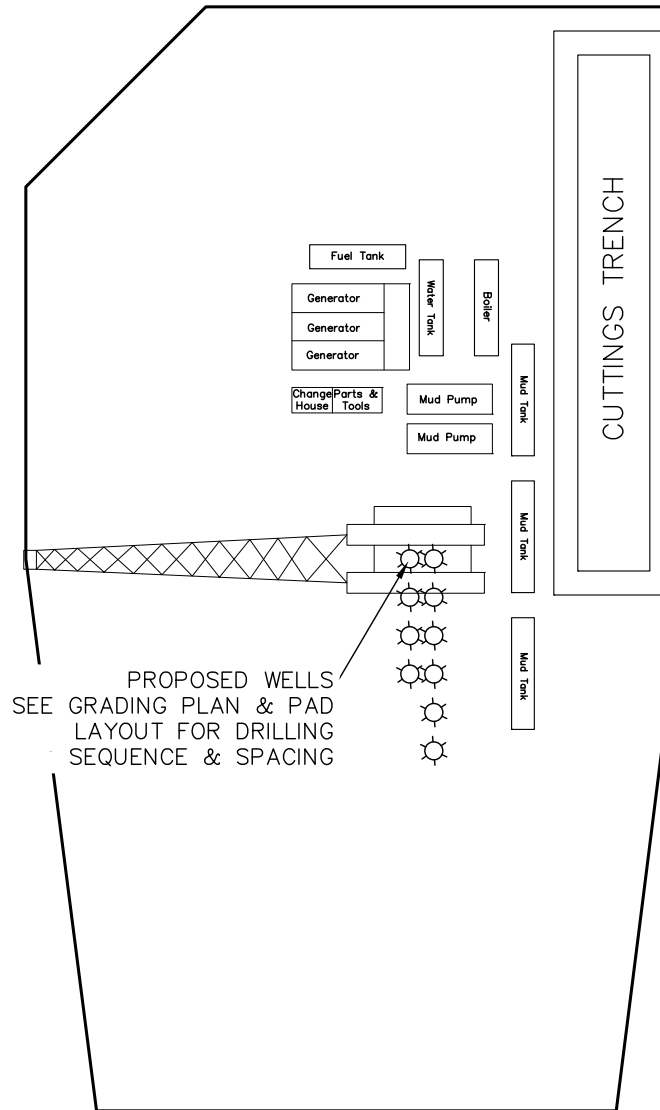 CUTTINGS TRENCH
Fuel Tank
Water Tank
Boiler
Generator
Generator
Generator
Mud Tank
Change
House
Parts &
Tools
Mud Pump
Mud Pump
Mud Tank
Mud Tank
PROPOSED WELLS
SEE GRADING PLAN & PAD
LAYOUT FOR DRILLING
SEQUENCE & SPACING